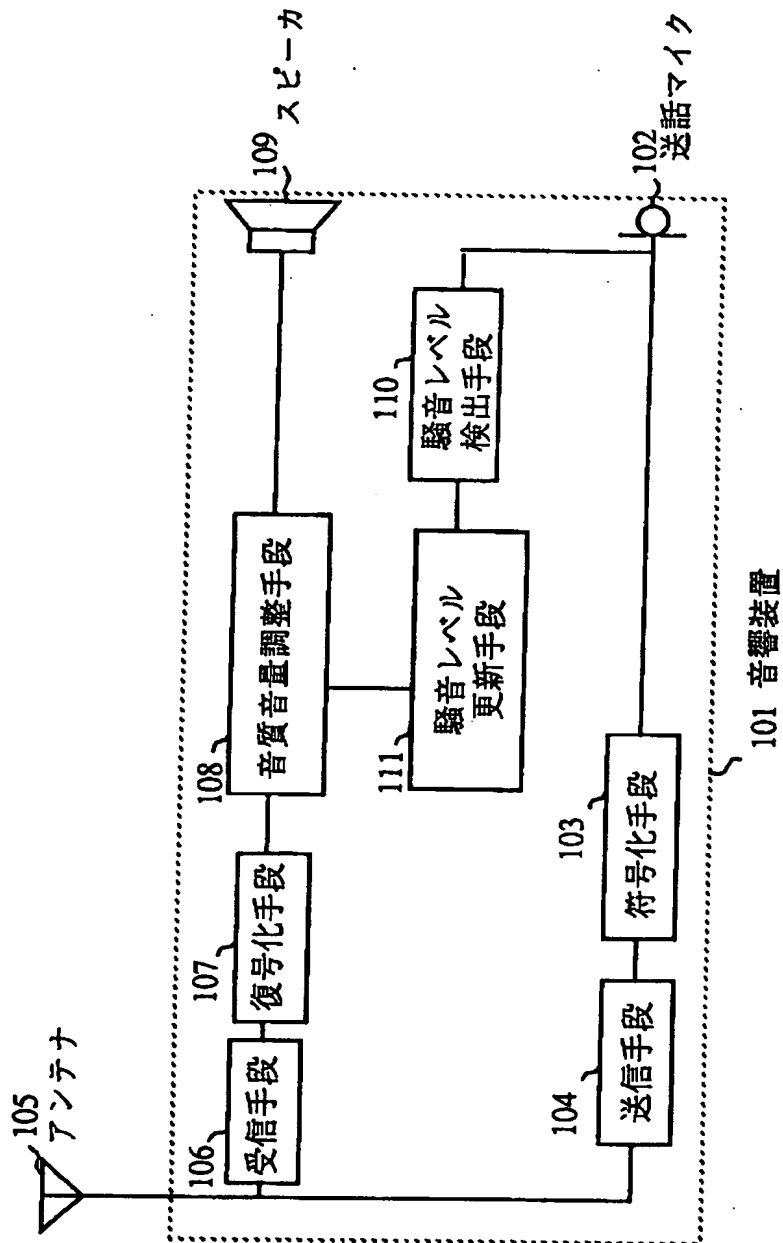 105
アンテナ
106
受信手段
107
復号化手段
108
音質音量調整手段
109
スピーカ
111
騒音レベル
更新手段
110
騒音レベル
検出手段
104
送信手段
103
符号化手段
102
送話マイク
101 音響装置